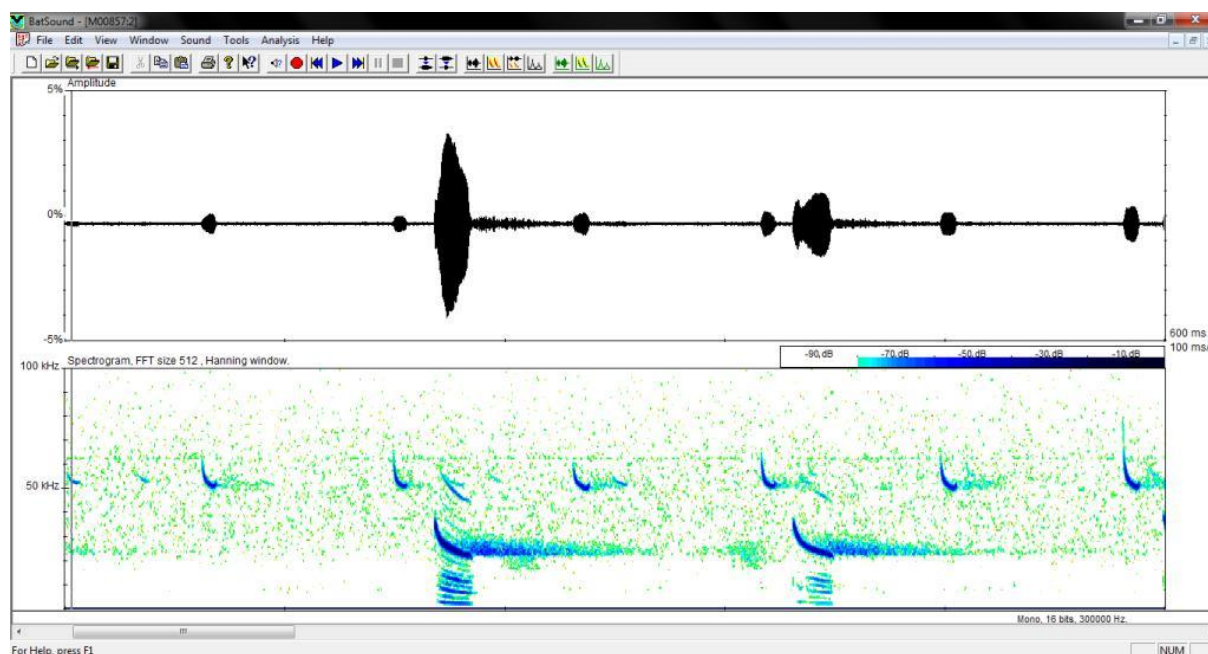 BatSound - [M00857:2]
File Edit View Window Sound Tools Analysis Help
Amplitude
5%
0%
-5%
600 ms
100 ms/
Spectrogram, FFT size 512 , Hanning window.
-90 dB -70 dB -50 dB -30 dB -10 dB
100 kHz
50 kHz
0 kHz
Mono, 16 bits, 300000 Hz.
For Help, press F1
NUM